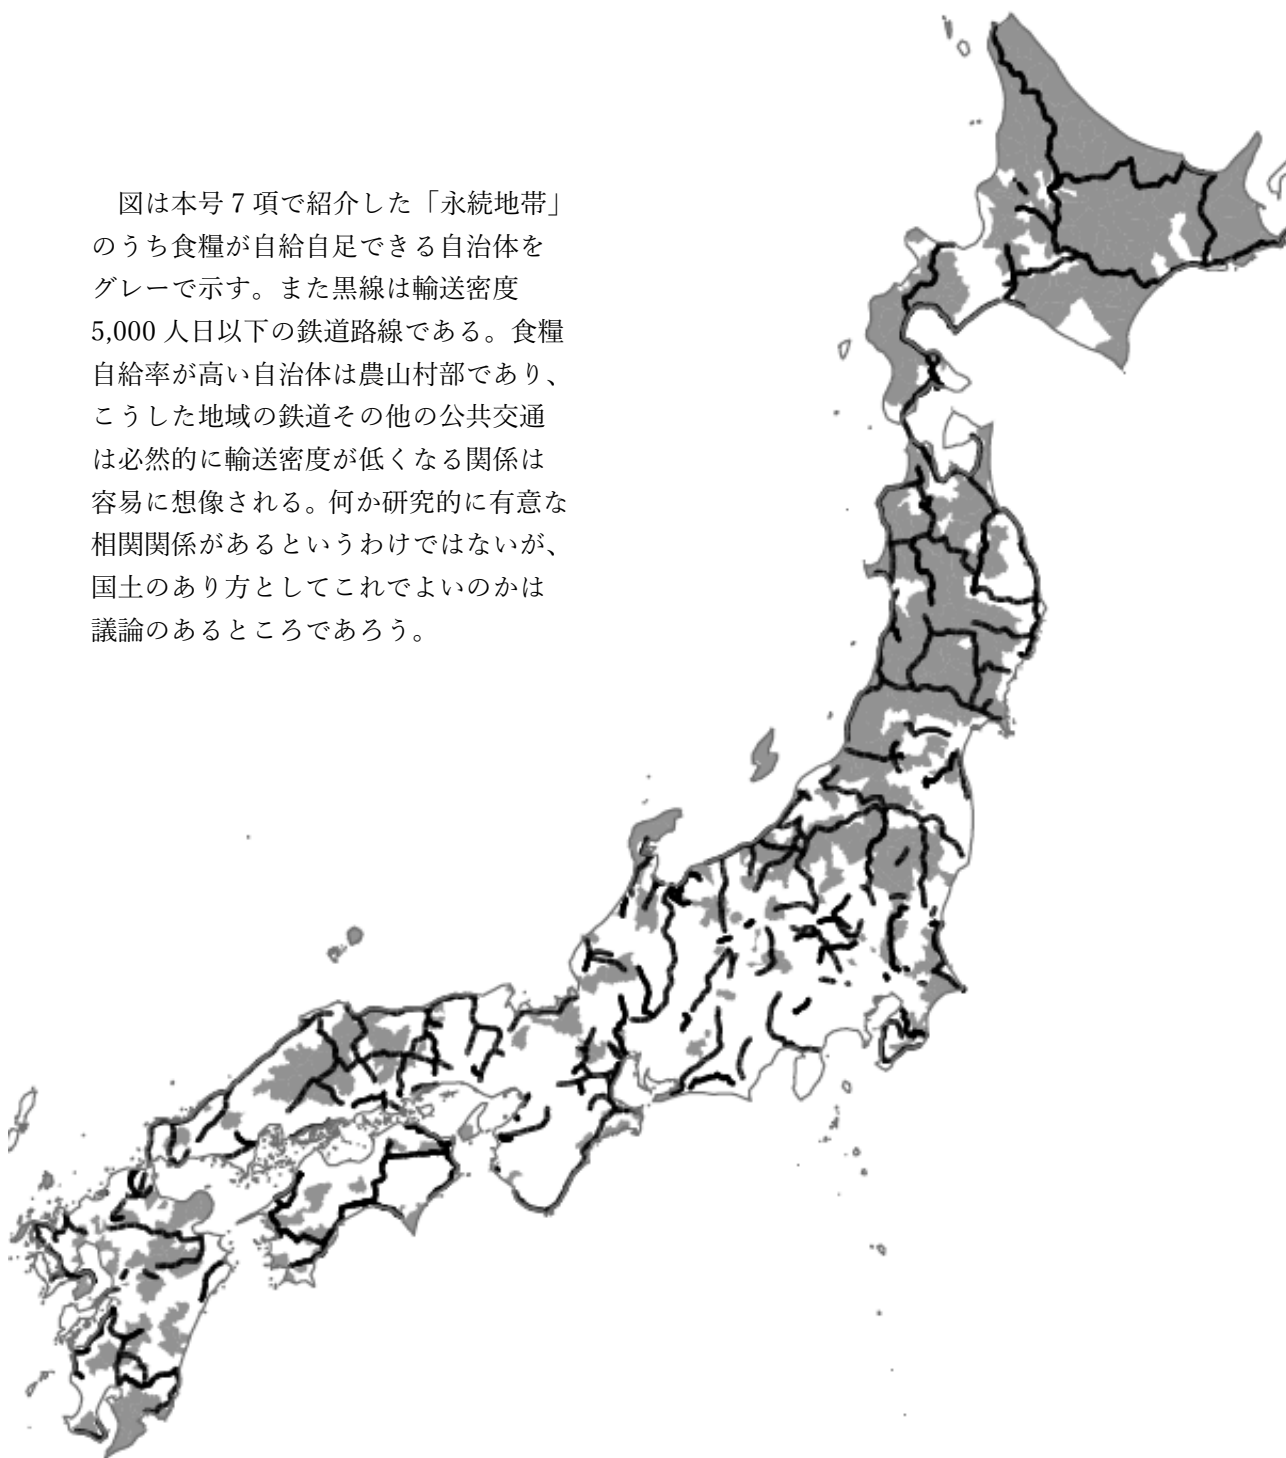 図は本号 7 項で紹介した「永続地帯」
のうち食糧が自給自足できる自治体を
グレーで示す。また黒線は輸送密度
5,000 人日以下の鉄道路線である。食糧
自給率が高い自治体は農山村部であり、
こうした地域の鉄道その他の公共交通
は必然的に輸送密度が低くなる関係は
容易に想像される。何か研究的に有意な
相関関係があるというわけではないが、
国土のあり方としてこれでよいのかは
議論のあるところであろう。